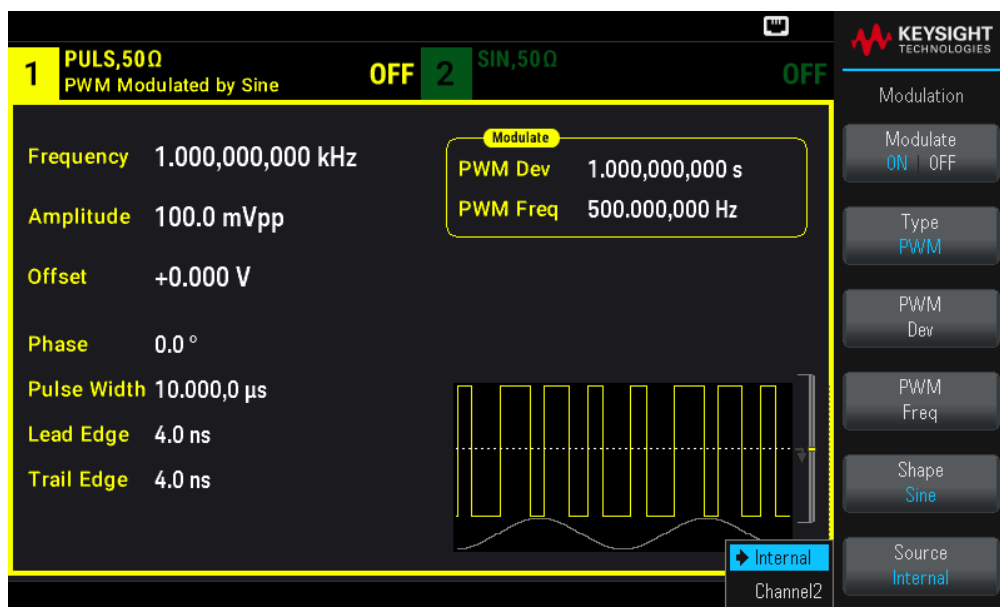 KEYSIGHT
TECHNOLOGIES
1 PULS,50Ω OFF
PWM Modulated by Sine
2 SIN,50Ω OFF
Modulation
Frequency 1.000,000,000 kHz
Amplitude 100.0 mVpp
Offset +0.000 V
Phase 0.0 °
Pulse Width 10.000,0 µs
Lead Edge 4.0 ns
Trail Edge 4.0 ns
Modulate
PWM Dev 1.000,000,000 s
PWM Freq 500.000,000 Hz
Internal
Channel2
Modulate
ON OFF
Type
PWM
PWM
Dev
PWM
Freq
Shape
Sine
Source
Internal